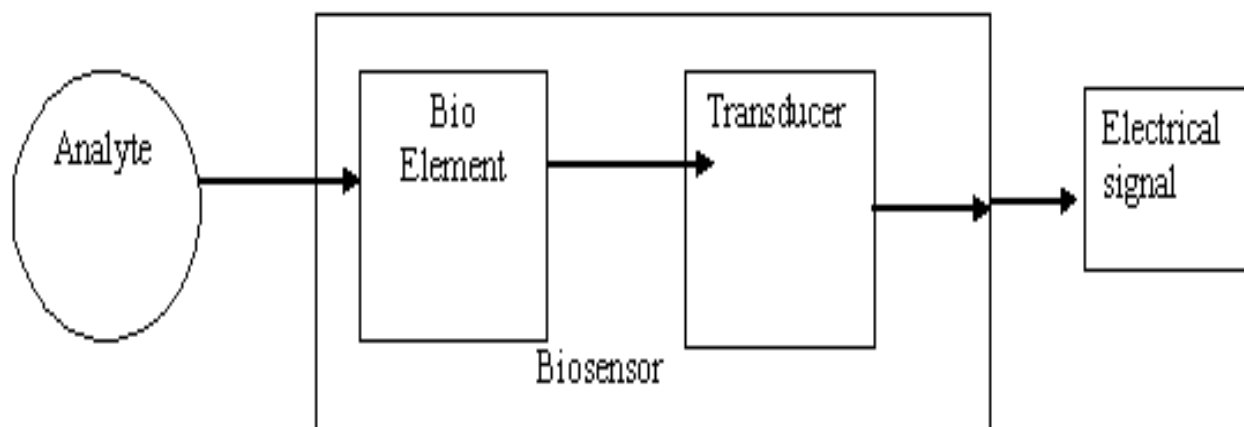 Analyte
Bio
Element
Transducer
Electrical
signal
Biosensor